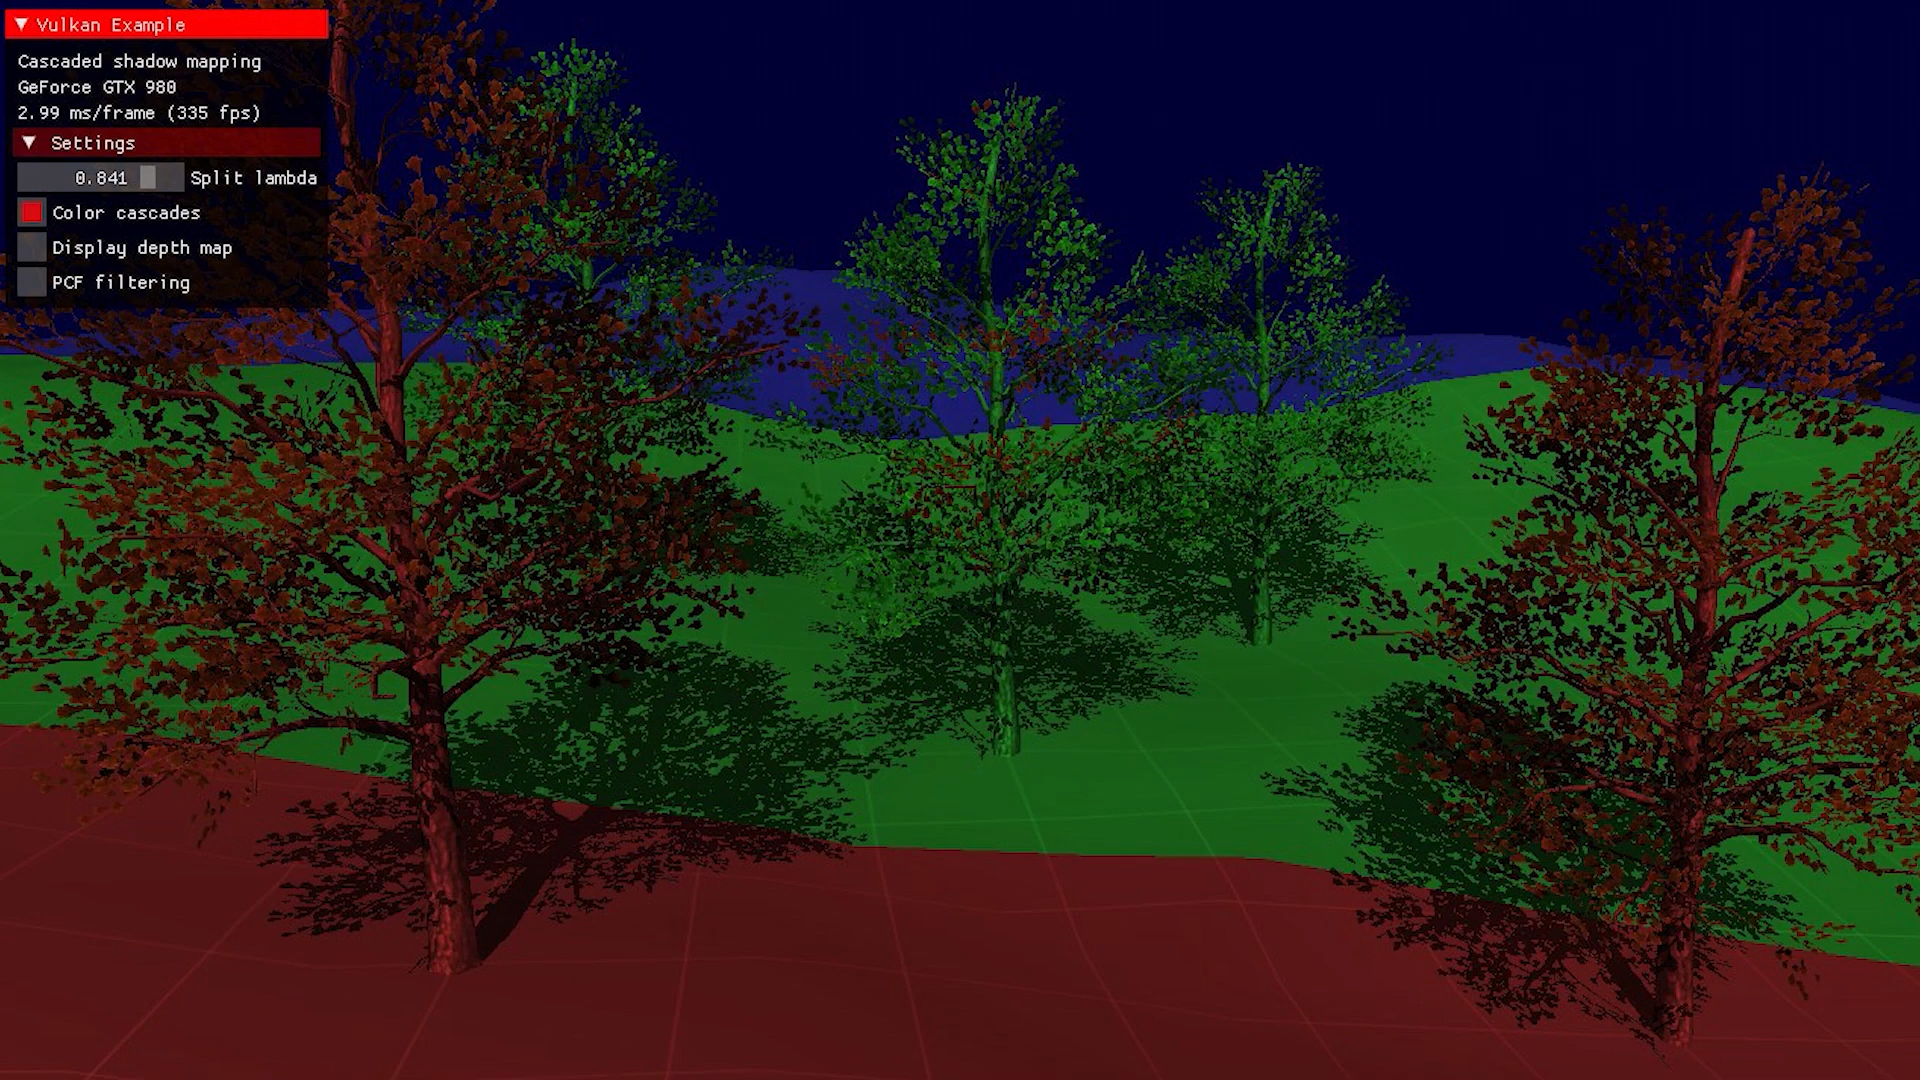 Vulkan Example
Cascaded shadow mapping
GeForce GTX 980
2.99 ms/frame (335 fps)
Settings
0.841 Split lambda
Color cascades
Display depth map
PCF filtering